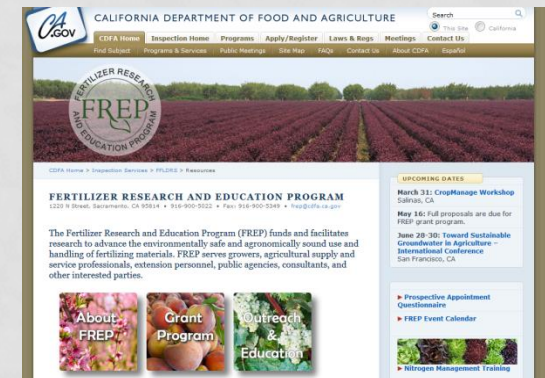 CA
.GOV
CALIFORNIA DEPARTMENT OF FOOD AND AGRICULTURE
Search
This Site California
CDFA Home Inspection Home Programs Apply/Register Laws & Regs Meetings Contact Us
Find Subject Programs & Services Public Meetings Site Map FAQs Contact Us About CDFA Español
FERTILIZER RESEARCH
FREP
AND EDUCATION PROGRAM
CDFA Home > Inspection Services > FFLDRS > Resources
FERTILIZER RESEARCH AND EDUCATION PROGRAM
1220 N Street, Sacramento, CA 95814 • 916-900-5022 • Fax: 916-900-5349 • frep@cdfa.ca.gov
The Fertilizer Research and Education Program (FREP) funds and facilitates
research to advance the environmentally safe and agronomically sound use and
handling of fertilizing materials. FREP serves growers, agricultural supply and
service professionals, extension personnel, public agencies, consultants, and
other interested parties.
About
FREP
Grant
Program
Outreach
&
Education
UPCOMING DATES
March 31: CropManage Workshop
Salinas, CA
May 16: Full proposals are due for
FREP grant program.
June 28-30: Toward Sustainable
Groundwater in Agriculture –
International Conference
San Francisco, CA
Prospective Appointment
Questionnaire
FREP Event Calendar
Nitrogen Management Training